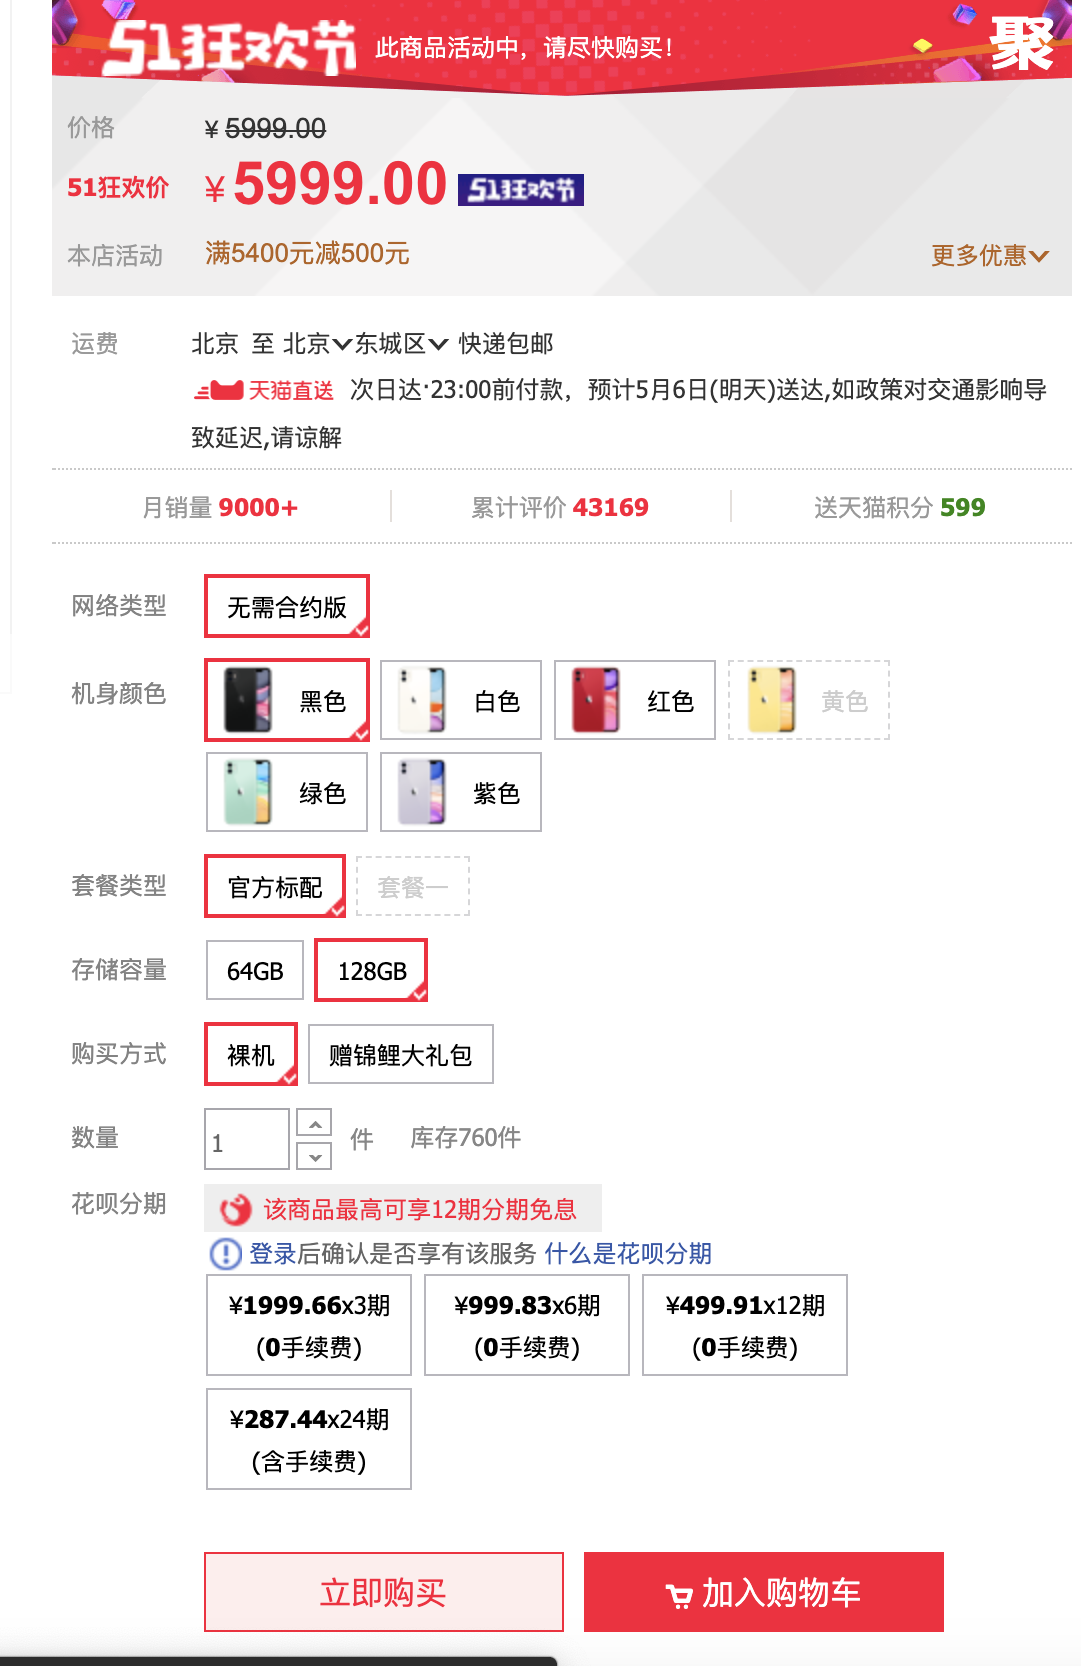 51狂欢节 此商品活动中，请尽快购买！ 聚
价格 ¥ 5999.00
51狂欢价 ¥ 5999.00 51狂欢节
本店活动 满5400元减500元 更多优惠
运费 北京 至 北京 东城区 快递包邮
天猫直送 次日达·23:00前付款，预计5月6日(明天)送达,如政策对交通影响导
致延迟,请谅解
月销量 9000+ 累计评价 43169 送天猫积分 599
网络类型 无需合约版
机身颜色 黑色 白色 红色 黄色
绿色 紫色
套餐类型 官方标配 套餐一
存储容量 64GB 128GB
购买方式 裸机 赠锦鲤大礼包
数量 1 件 库存760件
花呗分期 该商品最高可享12期分期免息
登录后确认是否享有该服务 什么是花呗分期
¥1999.66x3期 ¥999.83x6期 ¥499.91x12期
(0手续费) (0手续费) (0手续费)
¥287.44x24期
(含手续费)
立即购买 加入购物车